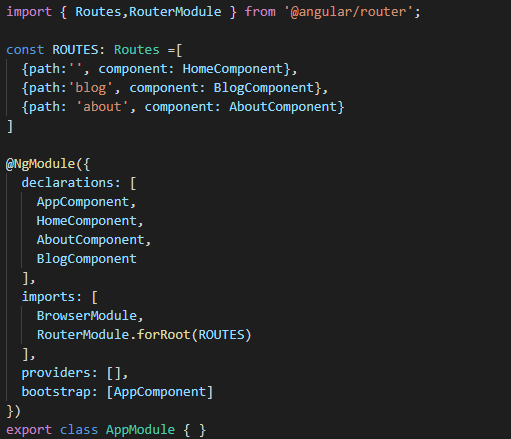 import { Routes,RouterModule } from '@angular/router';
const ROUTES: Routes =[
{path:'', component: HomeComponent},
{path:'blog', component: BlogComponent},
{path: 'about', component: AboutComponent}
]
@NgModule({
declarations: [
AppComponent,
HomeComponent,
AboutComponent,
BlogComponent
],
imports: [
BrowserModule,
RouterModule.forRoot(ROUTES)
],
providers: [],
bootstrap: [AppComponent]
})
export class AppModule { }